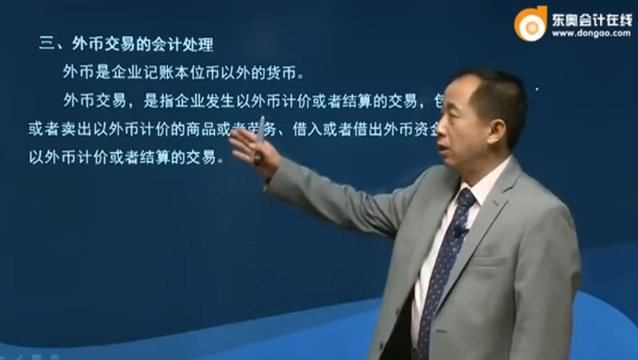 东奥会计在线
www.dongao.com
三、外币交易的会计处理
外币是企业记账本位币以外的货币。
外币交易，是指企业发生以外币计价或者结算的交易，包
或者卖出以外币计价的商品或者劳务、借入或者借出外币资金
以外币计价或者结算的交易。